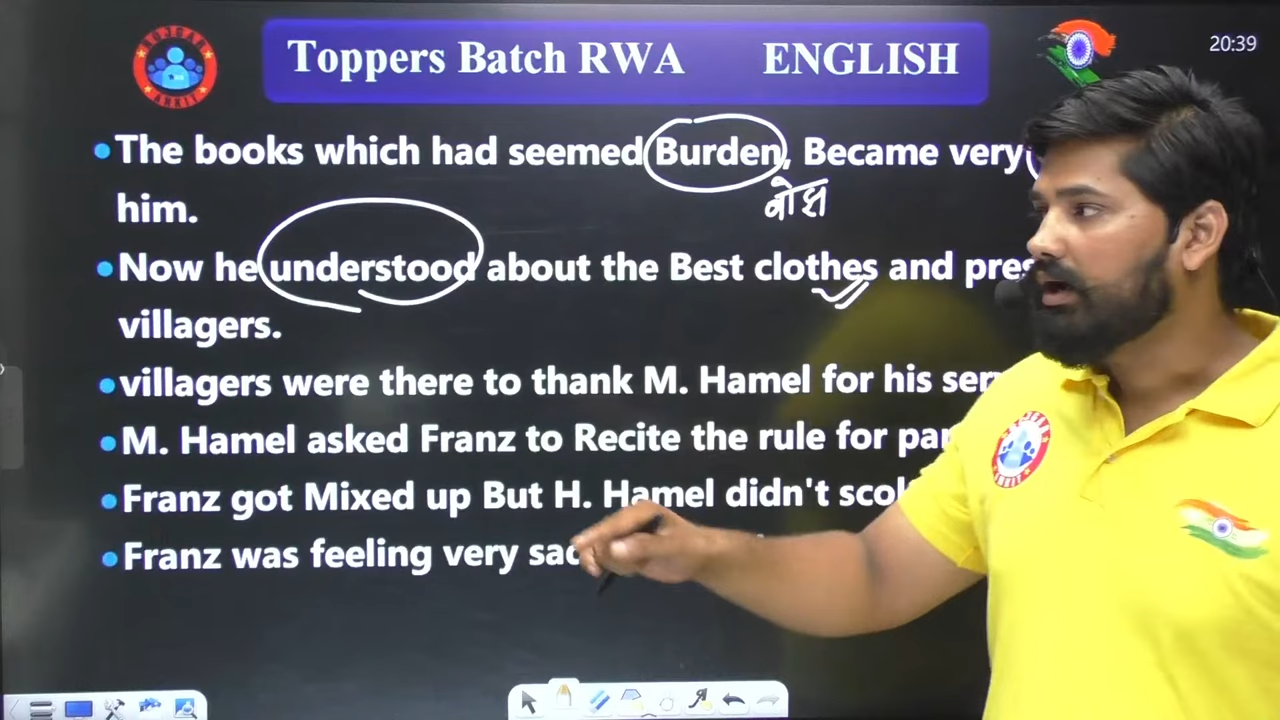 Toppers Batch RWA ENGLISH
20:39
ROJGAR
ANKIT
The books which had seemed Burden, Became very
बोझ
him.
Now he understood about the Best clothes and pres
villagers.
villagers were there to thank M. Hamel for his ser
M. Hamel asked Franz to Recite the rule for par
Franz got Mixed up But H. Hamel didn't scol
Franz was feeling very sad